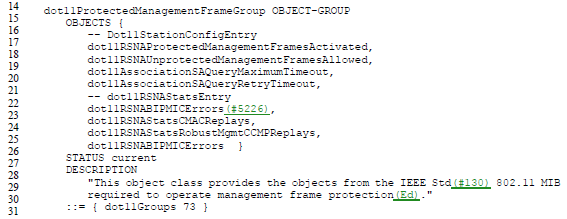 14
15 dot11ProtectedManagementFrameGroup OBJECT-GROUP
16 OBJECTS {
17 -- Dot11StationConfigEntry
18 dot11RSNAProtectedManagementFramesActivated,
19 dot11RSNAUnprotectedManagementFramesAllowed,
20 dot11AssociationSAQueryMaximumTimeout,
21 dot11AssociationSAQueryRetryTimeout,
22 -- dot11RSNAStatsEntry
23 dot11RSNABIPMICErrors(#5226),
24 dot11RSNAStatsCMACReplays,
25 dot11RSNAStatsRobustMgmtCCMPReplays,
26 dot11RSNABIPMICErrors }
27 STATUS current
28 DESCRIPTION
29 "This object class provides the objects from the IEEE Std(#130) 802.11 MIB
30 required to operate management frame protection(Ed)."
31 ::= { dot11Groups 73 }